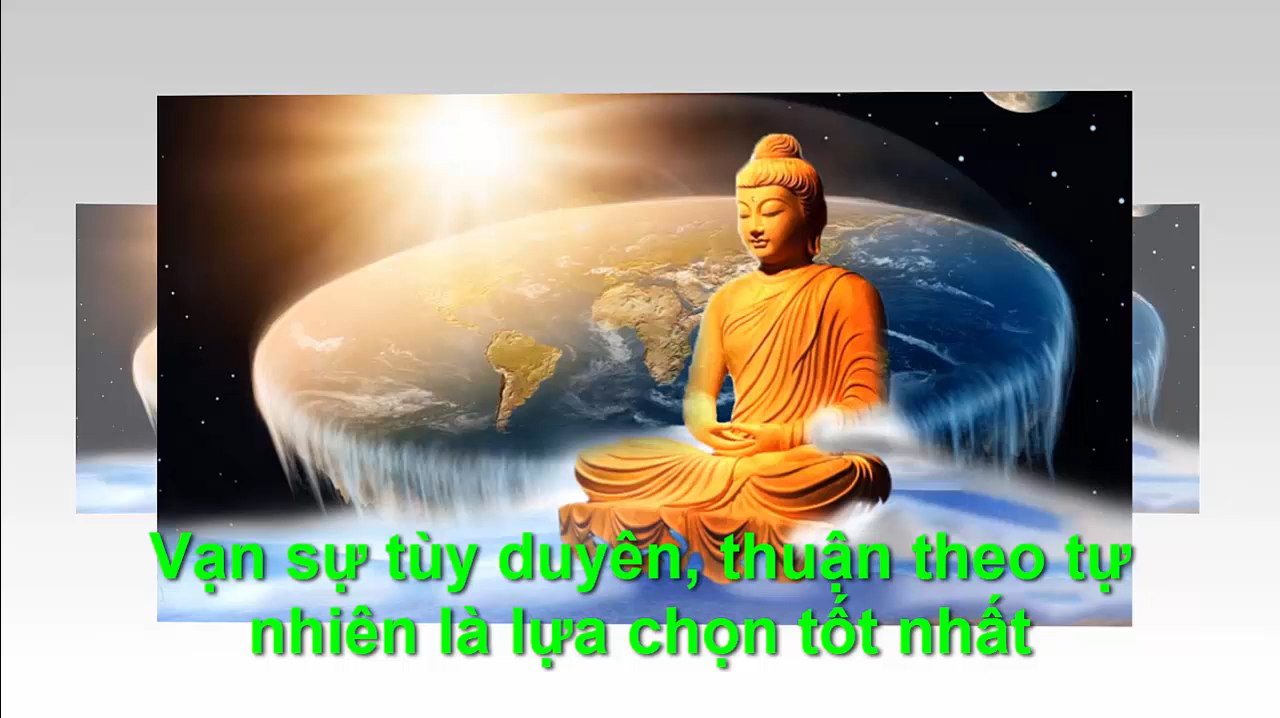 Vạn sự tùy duyên, thuận theo tự
nhiên là lựa chọn tốt nhất